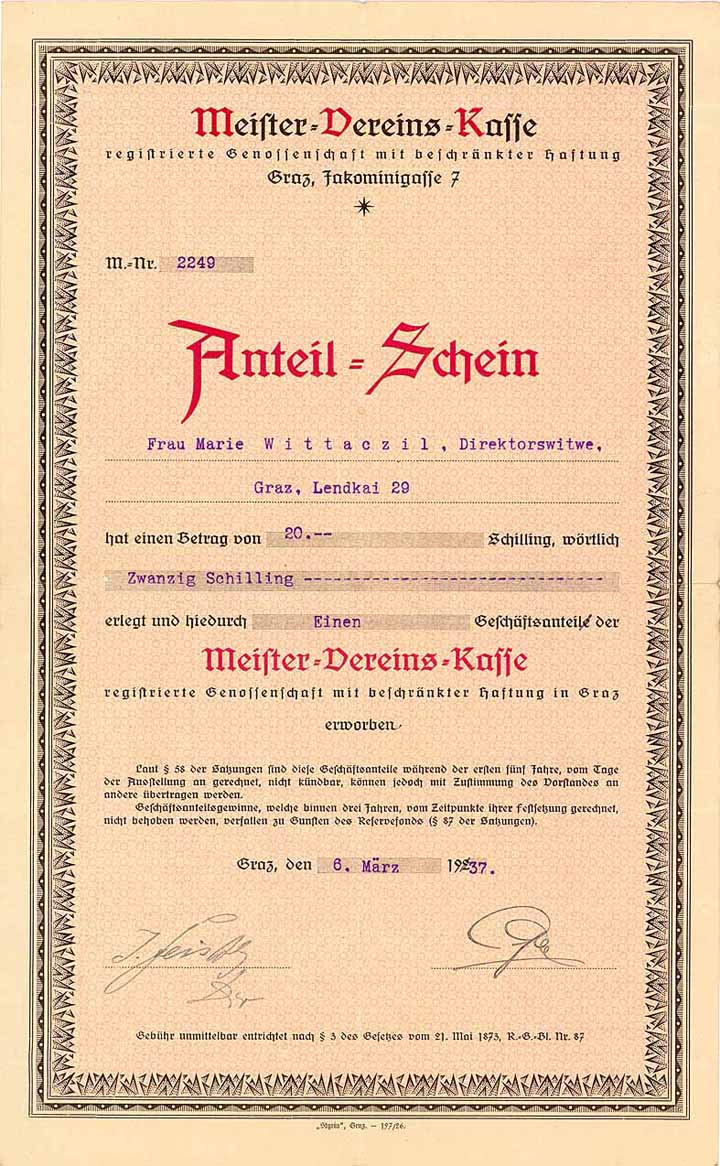 Meister-Vereins-Kasse
registrierte Genossenschaft mit beschränkter Haftung
Graz, Jakominigasse 7
M.-Nr. 2249
Anteil-Schein
Frau Marie Wittaczil, Direktorswitwe,
Graz, Lendkai 29
hat einen Betrag von 20.-- Schilling, wörtlich
Zwanzig Schilling ------------------------------
erlegt und hiedurch Einen Geschäftsanteile der
Meister-Vereins-Kasse
registrierte Genossenschaft mit beschränkter Haftung in Graz
erworben.
Laut § 58 der Satzungen sind diese Geschäftsanteile während der ersten fünf Jahre, vom Tage
der Ausstellung an gerechnet, nicht kündbar, können jedoch mit Zustimmung des Vorstandes an
andere übertragen werden.
Geschäftsanteilsgewinne, welche binnen drei Jahren, vom Zeitpunkte ihrer Festsetzung gerechnet,
nicht behoben werden, verfallen zu Gunsten des Reservefonds (§ 87 der Satzungen).
Graz, den 6. März 1937.
Gebühr unmittelbar entrichtet nach § 3 des Gesetzes vom 21. Mai 1873, R.-G.-Bl. Nr. 87
„Styria", Graz. — 197/26.